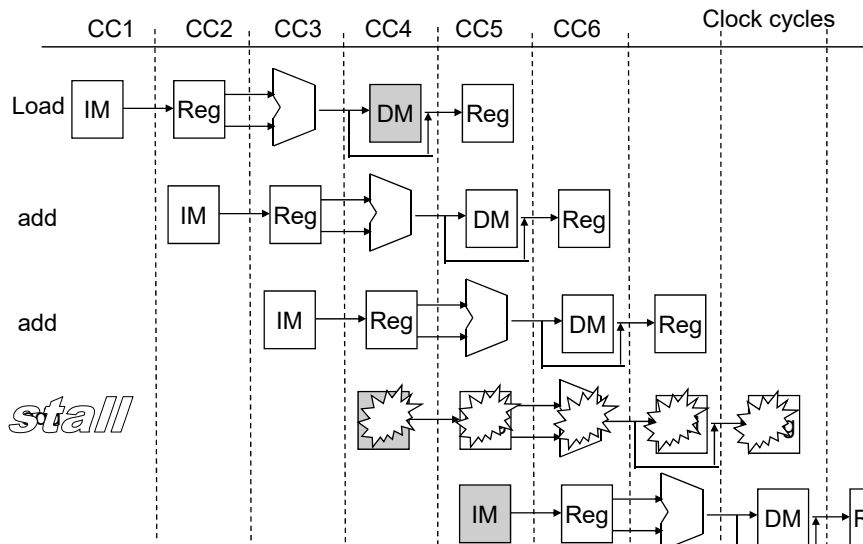 Clock cycles
CC1 CC2 CC3 CC4 CC5 CC6
Load IM Reg DM Reg
add IM Reg DM Reg
add IM Reg DM Reg
stall
IM Reg DM